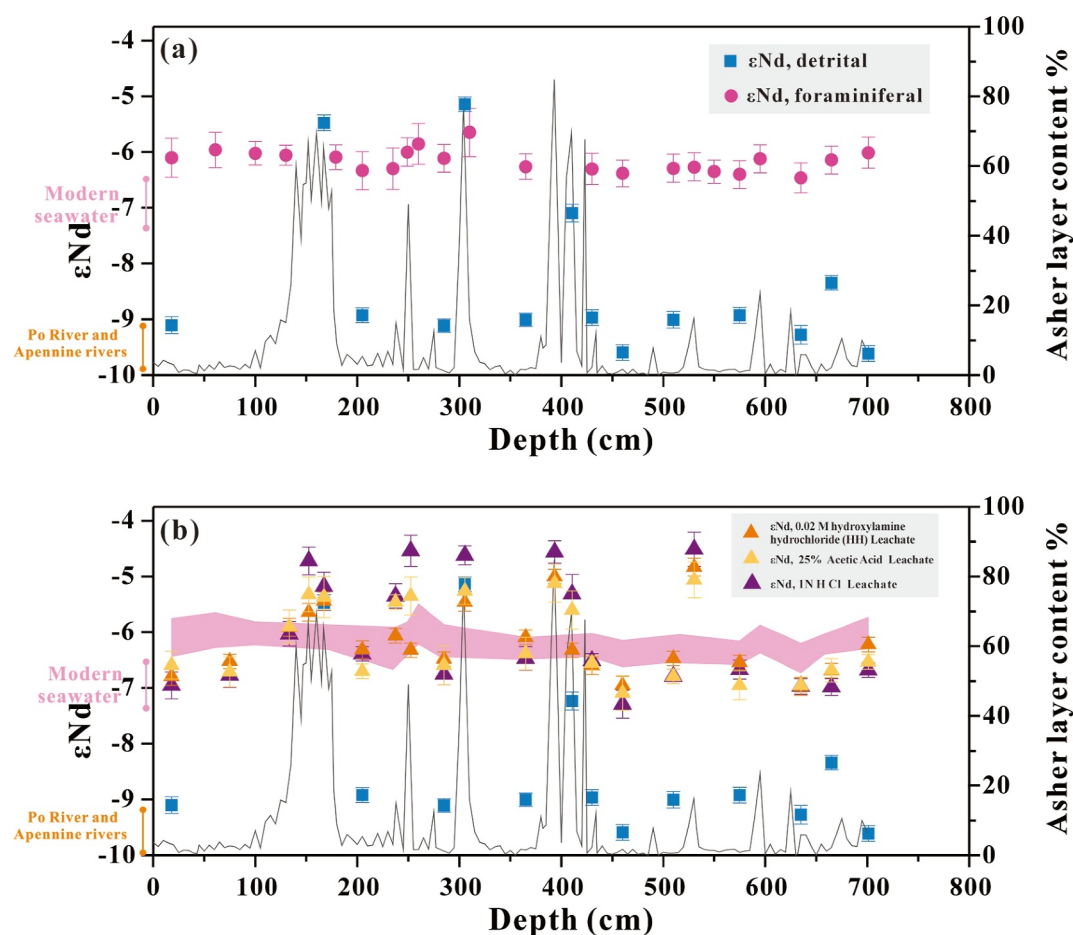 (a)
εNd, detrital
εNd, foraminiferal
-4
-5
-6
-7
-8
-9
-10
εNd
Modern
seawater
Po River and
Apennine rivers
0
100
200
300
400
500
600
700
800
Depth (cm)
100
80
60
40
20
0
Asher layer content %
(b)
εNd, 0.02 M hydroxylamine
hydrochloride (HH) Leachate
εNd, 25% Acetic Acid Leachate
εNd, 1N HCl Leachate
-4
-5
-6
-7
-8
-9
-10
εNd
Modern
seawater
Po River and
Apennine rivers
0
100
200
300
400
500
600
700
800
Depth (cm)
100
80
60
40
20
0
Asher layer content %